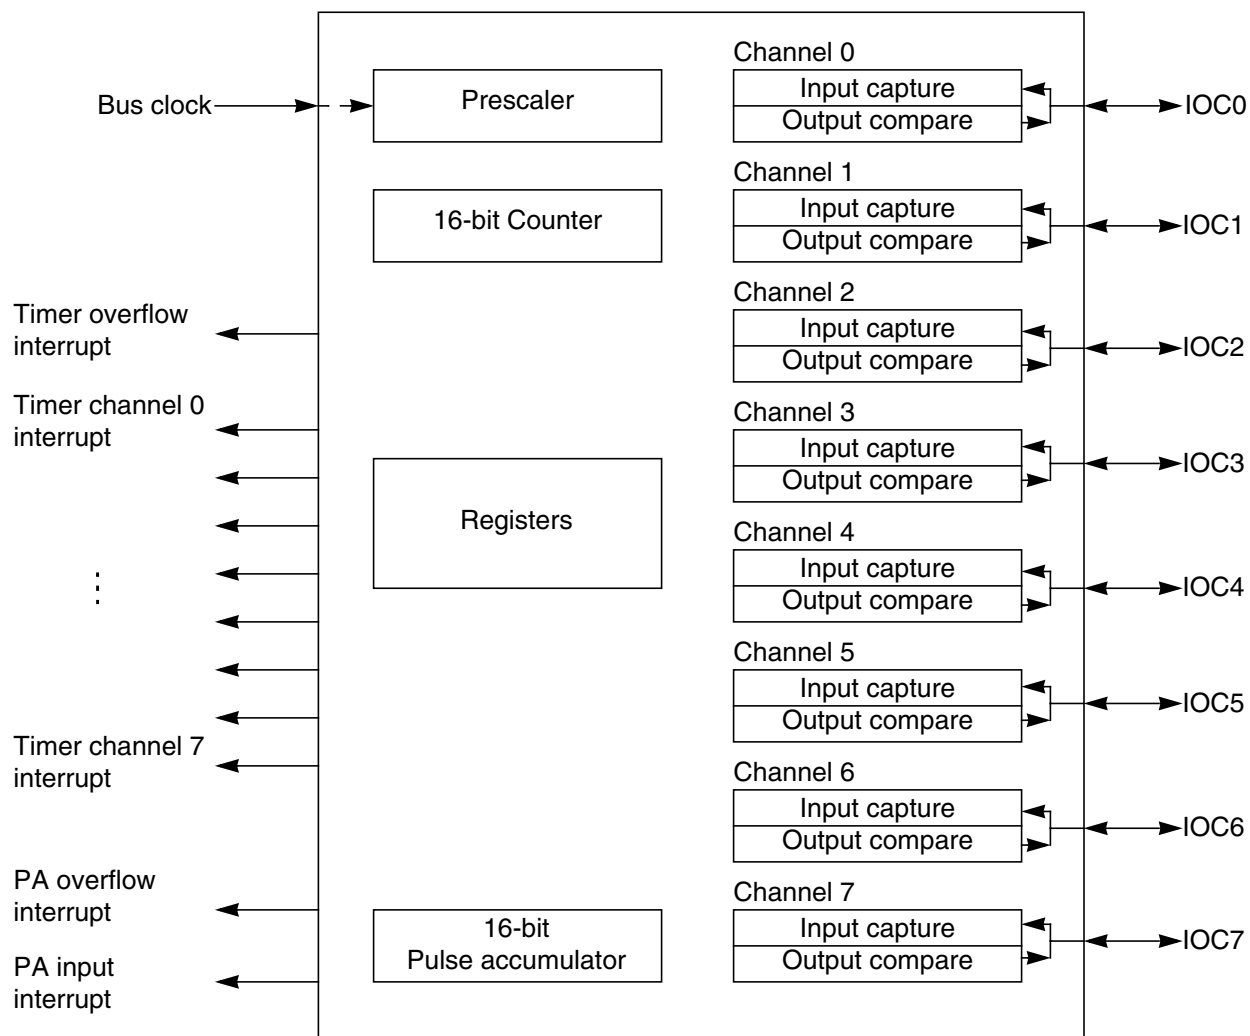 Bus clock
Timer overflow
interrupt
Timer channel 0
interrupt
Timer channel 7
interrupt
PA overflow
interrupt
PA input
interrupt
Prescaler
16-bit Counter
Registers
16-bit
Pulse accumulator
Channel 0
Input capture
Output compare
IOC0
Channel 1
Input capture
Output compare
IOC1
Channel 2
Input capture
Output compare
IOC2
Channel 3
Input capture
Output compare
IOC3
Channel 4
Input capture
Output compare
IOC4
Channel 5
Input capture
Output compare
IOC5
Channel 6
Input capture
Output compare
IOC6
Channel 7
Input capture
Output compare
IOC7